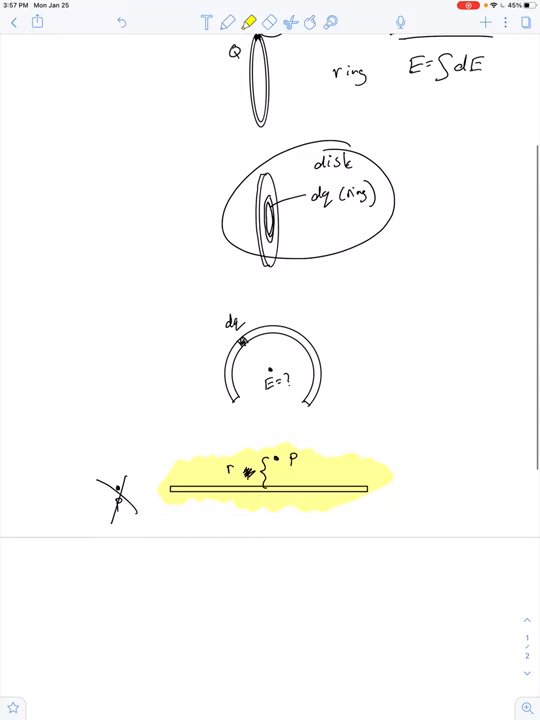 3:57 PM Mon Jan 25
45%
Q
ring
E=∫dE
disk
dq (ring)
dq
E=?
r
P
1
/
2